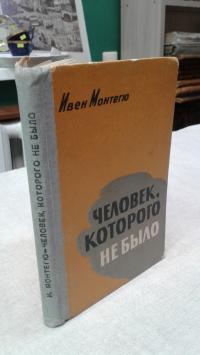 И. МОНТЕГЮ — ЧЕЛОВЕК, КОТОРОГО НЕ БЫЛО
Ивен Монтегю
ЧЕЛОВЕК,
КОТОРОГО
НЕ БЫЛО